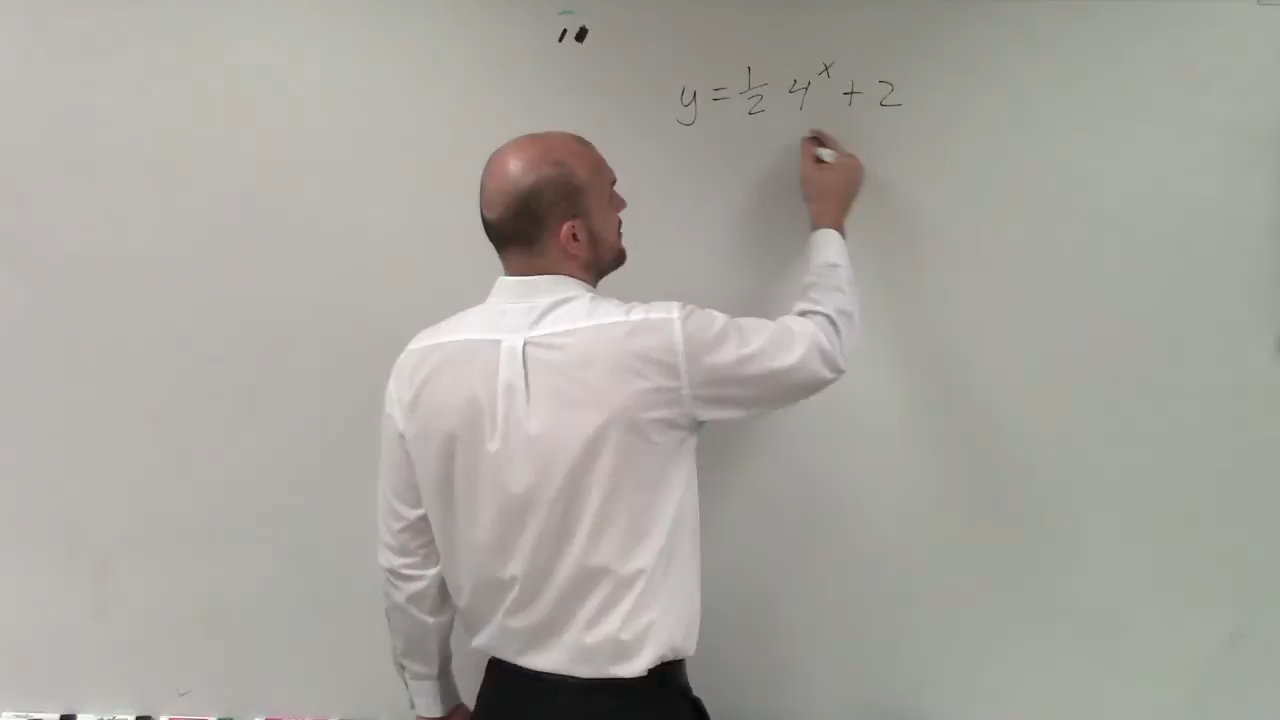 y = 1/2 4^x + 2